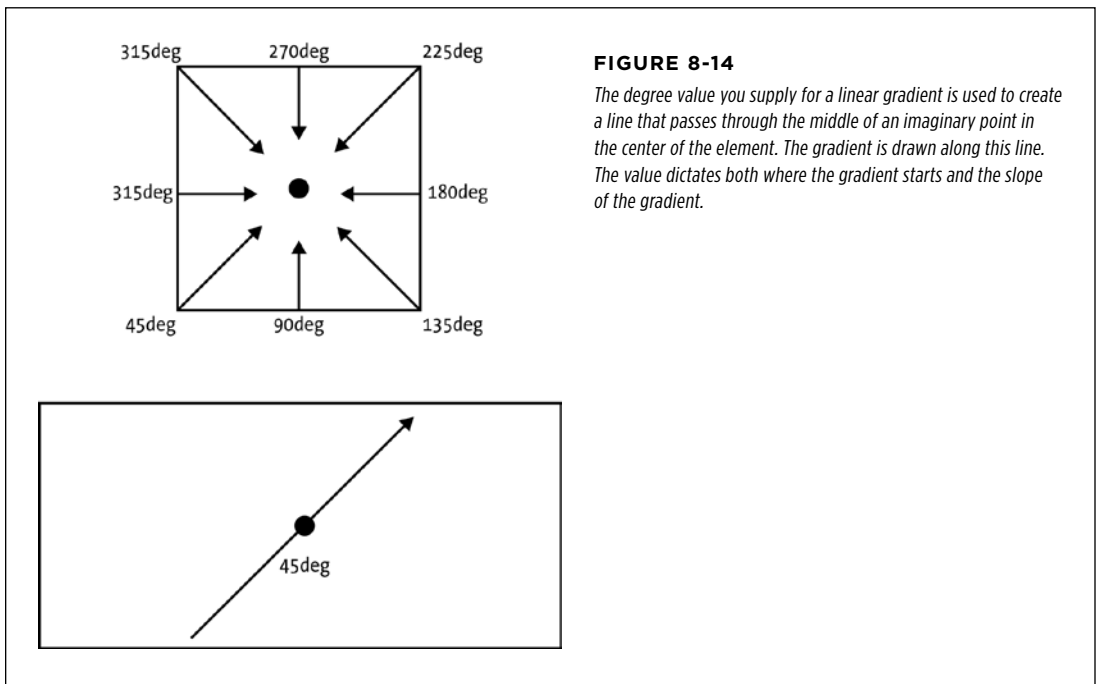 315deg 270deg 225deg
315deg 180deg
45deg 90deg 135deg
45deg
FIGURE 8-14
The degree value you supply for a linear gradient is used to create
a line that passes through the middle of an imaginary point in
the center of the element. The gradient is drawn along this line.
The value dictates both where the gradient starts and the slope
of the gradient.